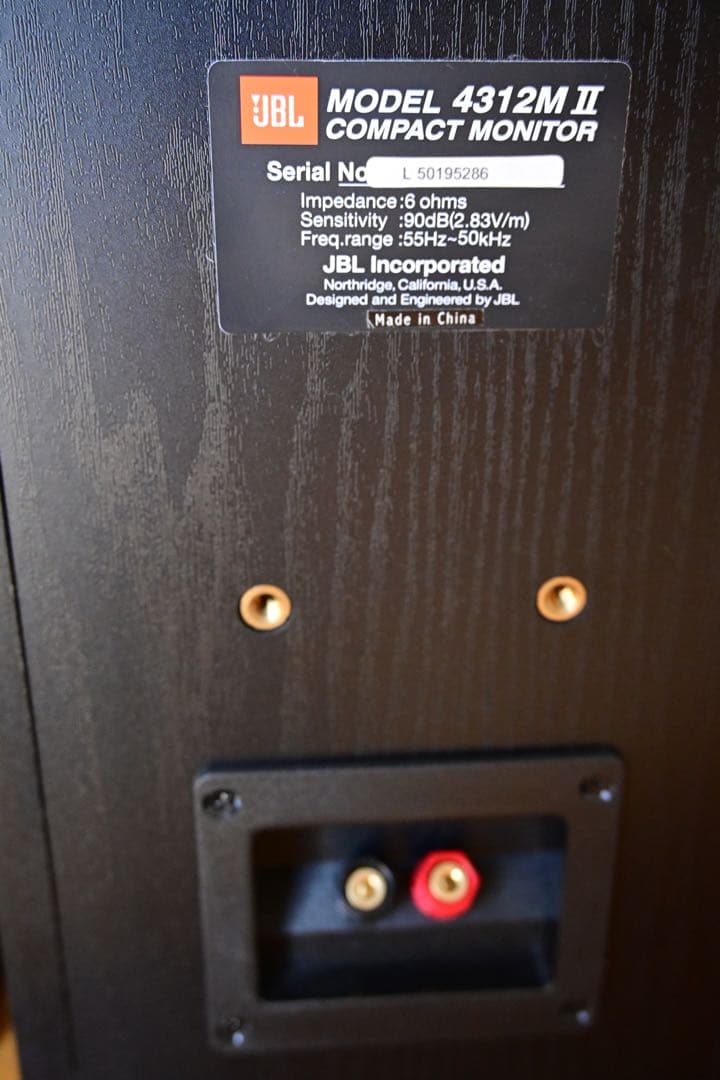 JBL
MODEL 4312M II
COMPACT MONITOR
Serial No L 50195286
Impedance:6 ohms
Sensitivity :90dB(2.83V/m)
Freq.range :55Hz~50kHz
JBL Incorporated
Northridge, California, U.S.A.
Designed and Engineered by JBL
Made in China